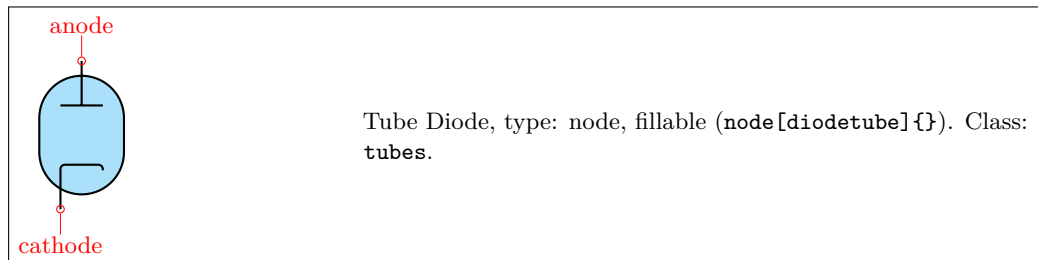 anode
Tube Diode, type: node, fillable (node[diodetube]{}). Class:
tubes.
cathode